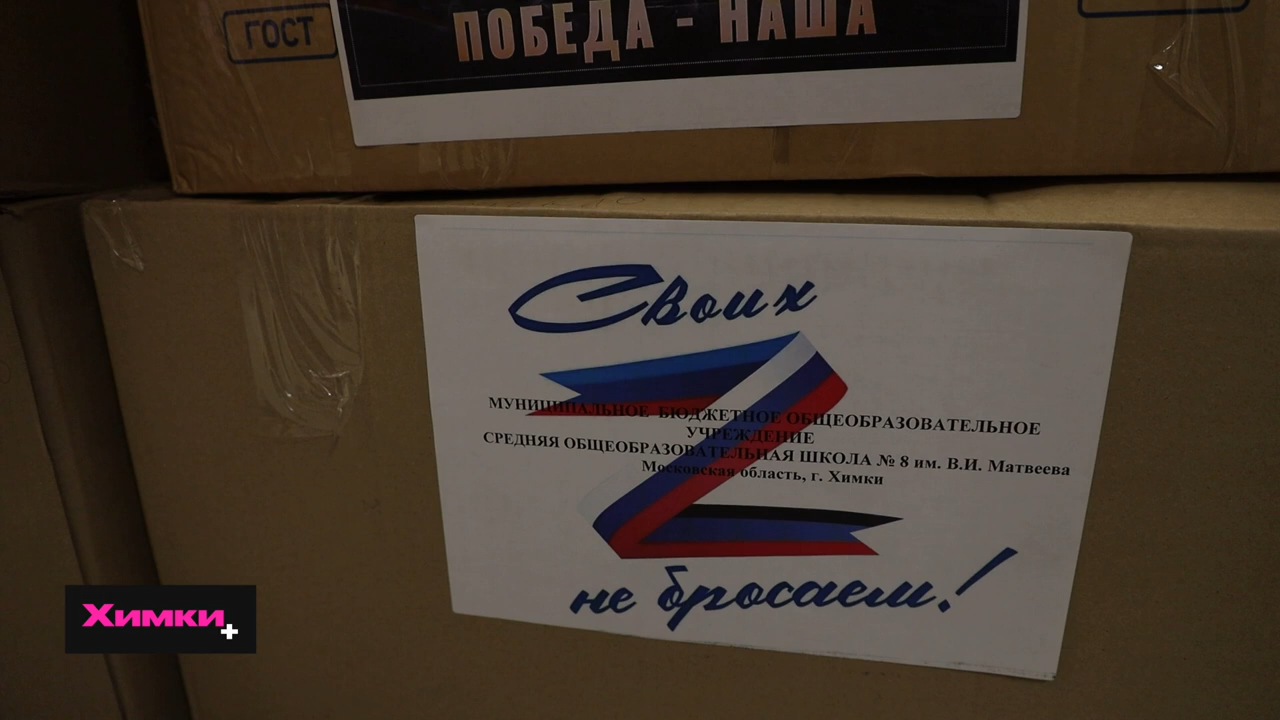 ГОСТ
ПОБЕДА - НАША
Своих
МУНИЦИПАЛЬНОЕ БЮДЖЕТНОЕ ОБЩЕОБРАЗОВАТЕЛЬНОЕ
УЧРЕЖДЕНИЕ
СРЕДНЯЯ ОБЩЕОБРАЗОВАТЕЛЬНАЯ ШКОЛА № 8 им. В.И. Матвеева
Московская область, г. Химки
не бросаем!
Химки+